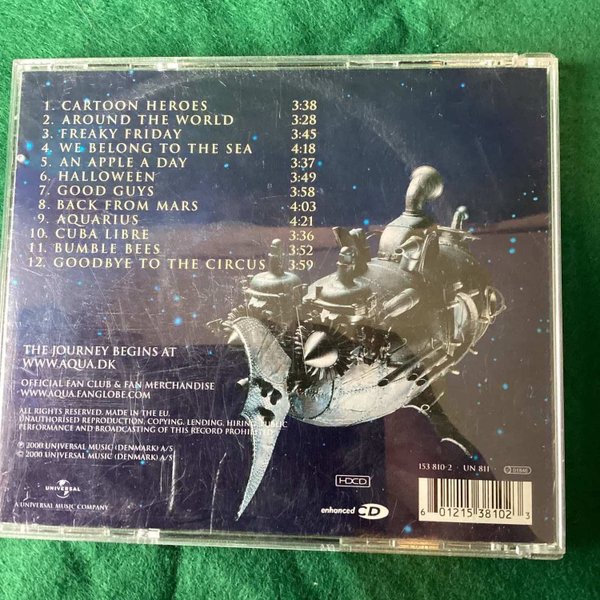 1. CARTOON HEROES 3:38
2. AROUND THE WORLD 3:28
3. FREAKY FRIDAY 3:45
4. WE BELONG TO THE SEA 4:18
5. AN APPLE A DAY 3:37
6. HALLOWEEN 3:49
7. GOOD GUYS 3:58
8. BACK FROM MARS 4:03
9. AQUARIUS 4:21
10. CUBA LIBRE 3:36
11. BUMBLE BEES 3:52
12. GOODBYE TO THE CIRCUS 3:59
THE JOURNEY BEGINS AT
WWW.AQUA.DK
OFFICIAL FAN CLUB & FAN MERCHANDISE
WWW.AQUA.FANGLOBE.COM
ALL RIGHTS RESERVED. MADE IN THE EU.
UNAUTHORISED REPRODUCTION, COPYING, LENDING, HIRING, PUBLIC
PERFORMANCE AND BROADCASTING OF THIS RECORD PROHIBITED
℗ 2000 UNIVERSAL MUSIC (DENMARK) A/S
© 2000 UNIVERSAL MUSIC (DENMARK) A/S
UNIVERSAL
A UNIVERSAL MUSIC COMPANY
HDCD
enhanced CD
153 810-2 UN 811
01846
6 01215 38102 3